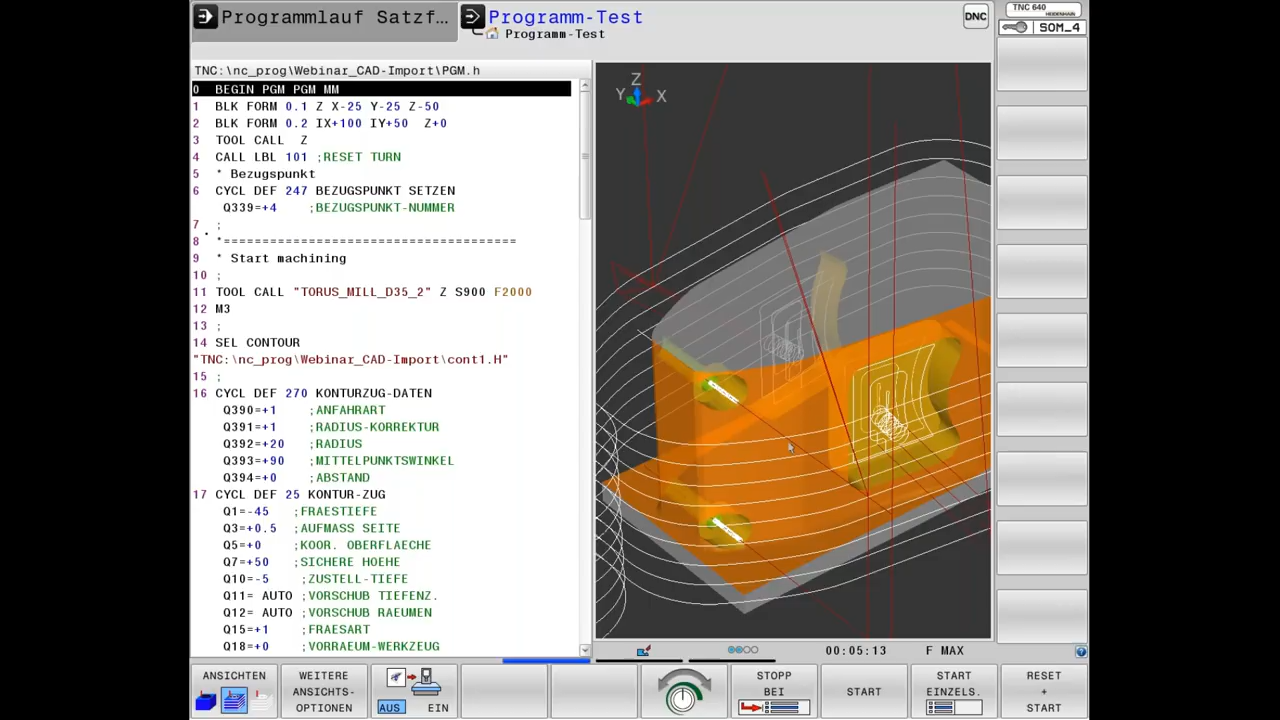 Programmlauf Satzf…
Programm-Test
Programm-Test
DNC
TNC 640
HEIDENHAIN
SOM_4
TNC:\nc_prog\Webinar_CAD-Import\PGM.h
0 BEGIN PGM PGM MM
1 BLK FORM 0.1 Z X-25 Y-25 Z-50
2 BLK FORM 0.2 IX+100 IY+50 Z+0
3 TOOL CALL Z
4 CALL LBL 101 ;RESET TURN
5 * Bezugspunkt
6 CYCL DEF 247 BEZUGSPUNKT SETZEN
Q339=+4 ;BEZUGSPUNKT-NUMMER
7 ;
8 *======================================
9 * Start machining
10 ;
11 TOOL CALL "TORUS_MILL_D35_2" Z S900 F2000
12 M3
13 ;
14 SEL CONTOUR
"TNC:\nc_prog\Webinar_CAD-Import\cont1.H"
15 ;
16 CYCL DEF 270 KONTURZUG-DATEN
Q390=+1 ;ANFAHRART
Q391=+1 ;RADIUS-KORREKTUR
Q392=+20 ;RADIUS
Q393=+90 ;MITTELPUNKTSWINKEL
Q394=+0 ;ABSTAND
17 CYCL DEF 25 KONTUR-ZUG
Q1=-45 ;FRAESTIEFE
Q3=+0.5 ;AUFMASS SEITE
Q5=+0 ;KOOR. OBERFLAECHE
Q7=+50 ;SICHERE HOEHE
Q10=-5 ;ZUSTELL-TIEFE
Q11= AUTO ;VORSCHUB TIEFENZ.
Q12= AUTO ;VORSCHUB RAEUMEN
Q15=+1 ;FRAESART
Q18=+0 ;VORRAEUM-WERKZEUG
Z
Y
X
00:05:13 F MAX
ANSICHTEN
WEITERE
ANSICHTS-
OPTIONEN
AUS EIN
STOPP
BEI
START
START
EINZELS.
RESET
+
START